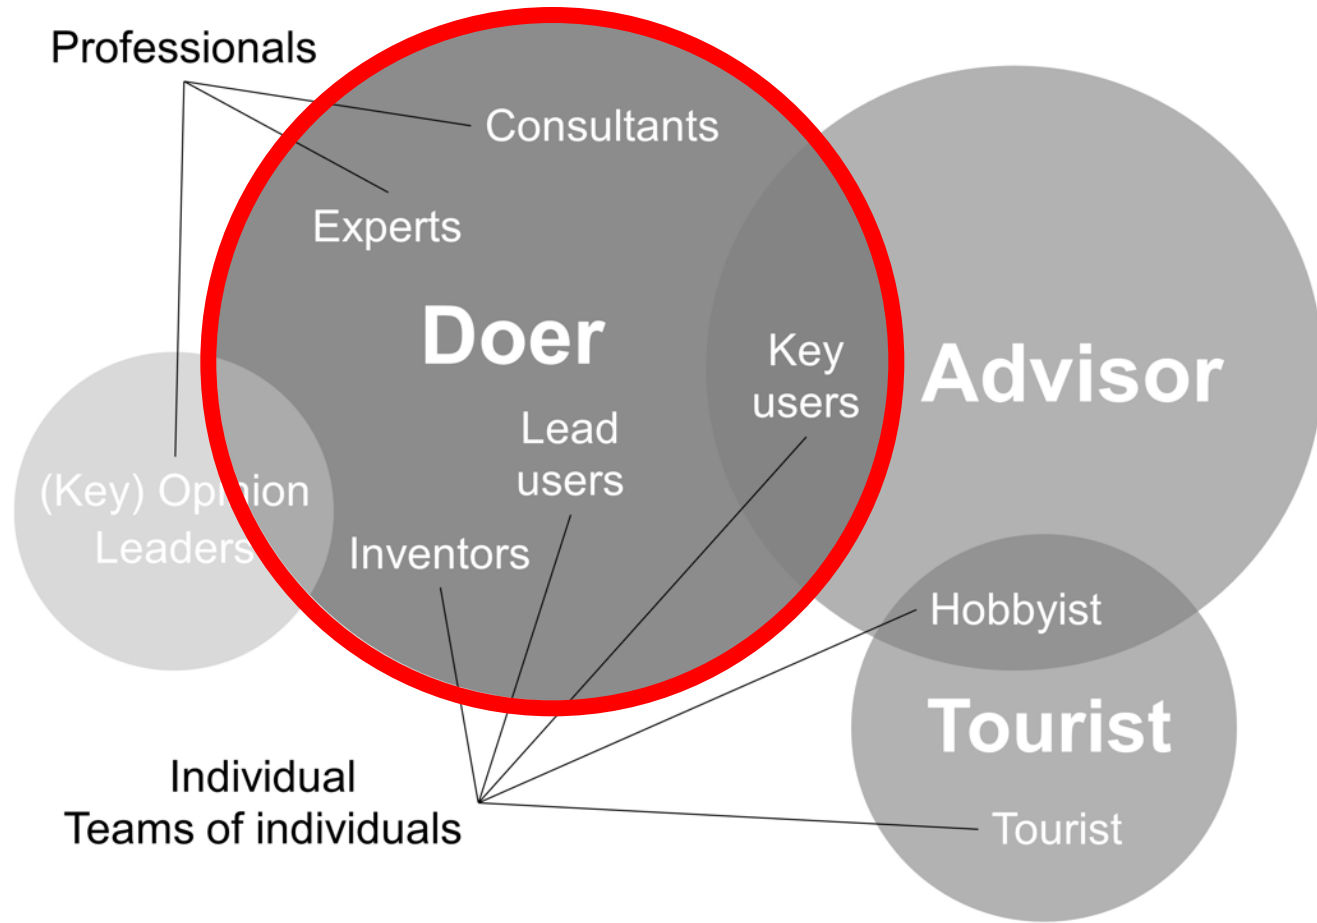 Professionals
Consultants
Experts
Doer
Key
users
Advisor
Lead
users
(Key) Opinion
Leaders
Inventors
Hobbyist
Tourist
Individual
Teams of individuals
Tourist